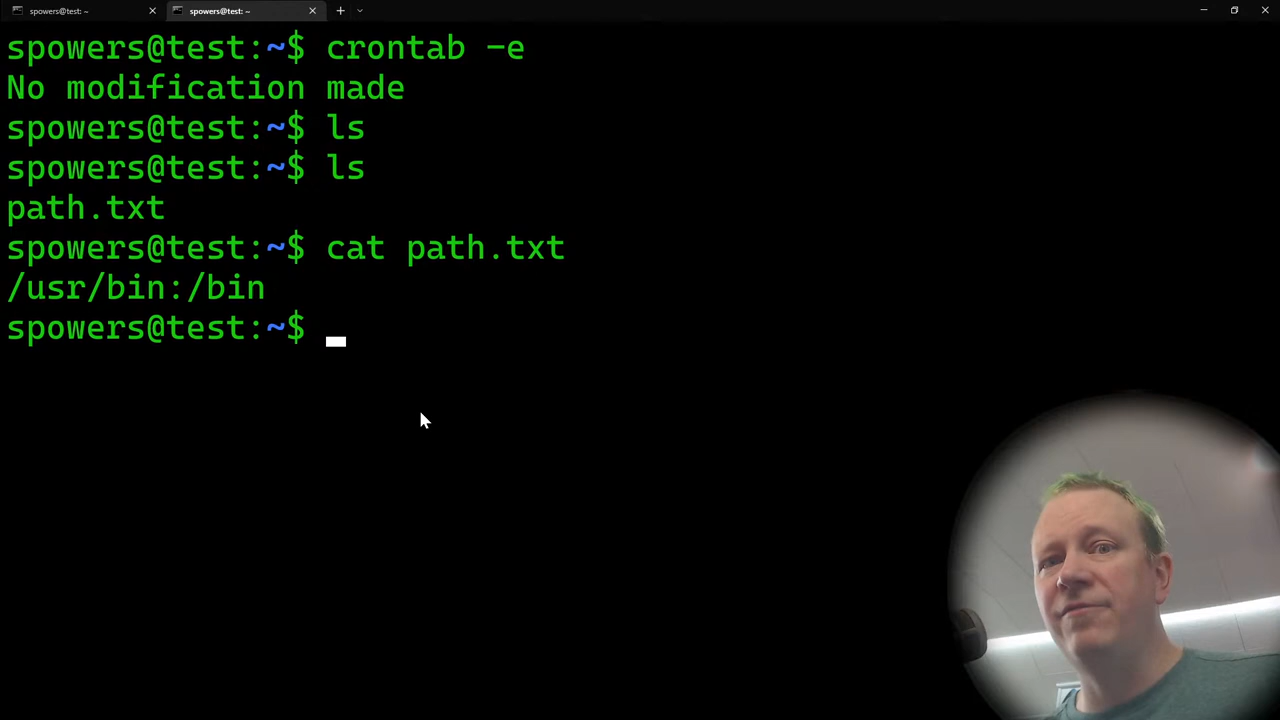 spowers@test: ~
spowers@test: ~
spowers@test:~$ crontab -e
No modification made
spowers@test:~$ ls
spowers@test:~$ ls
path.txt
spowers@test:~$ cat path.txt
/usr/bin:/bin
spowers@test:~$